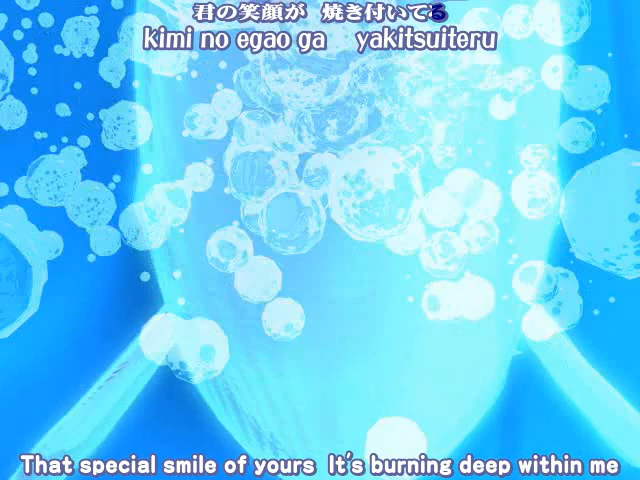 君の笑顔が 焼き付いてる
kimi no egao ga yakitsuiteru
That special smile of yours It's burning deep within me